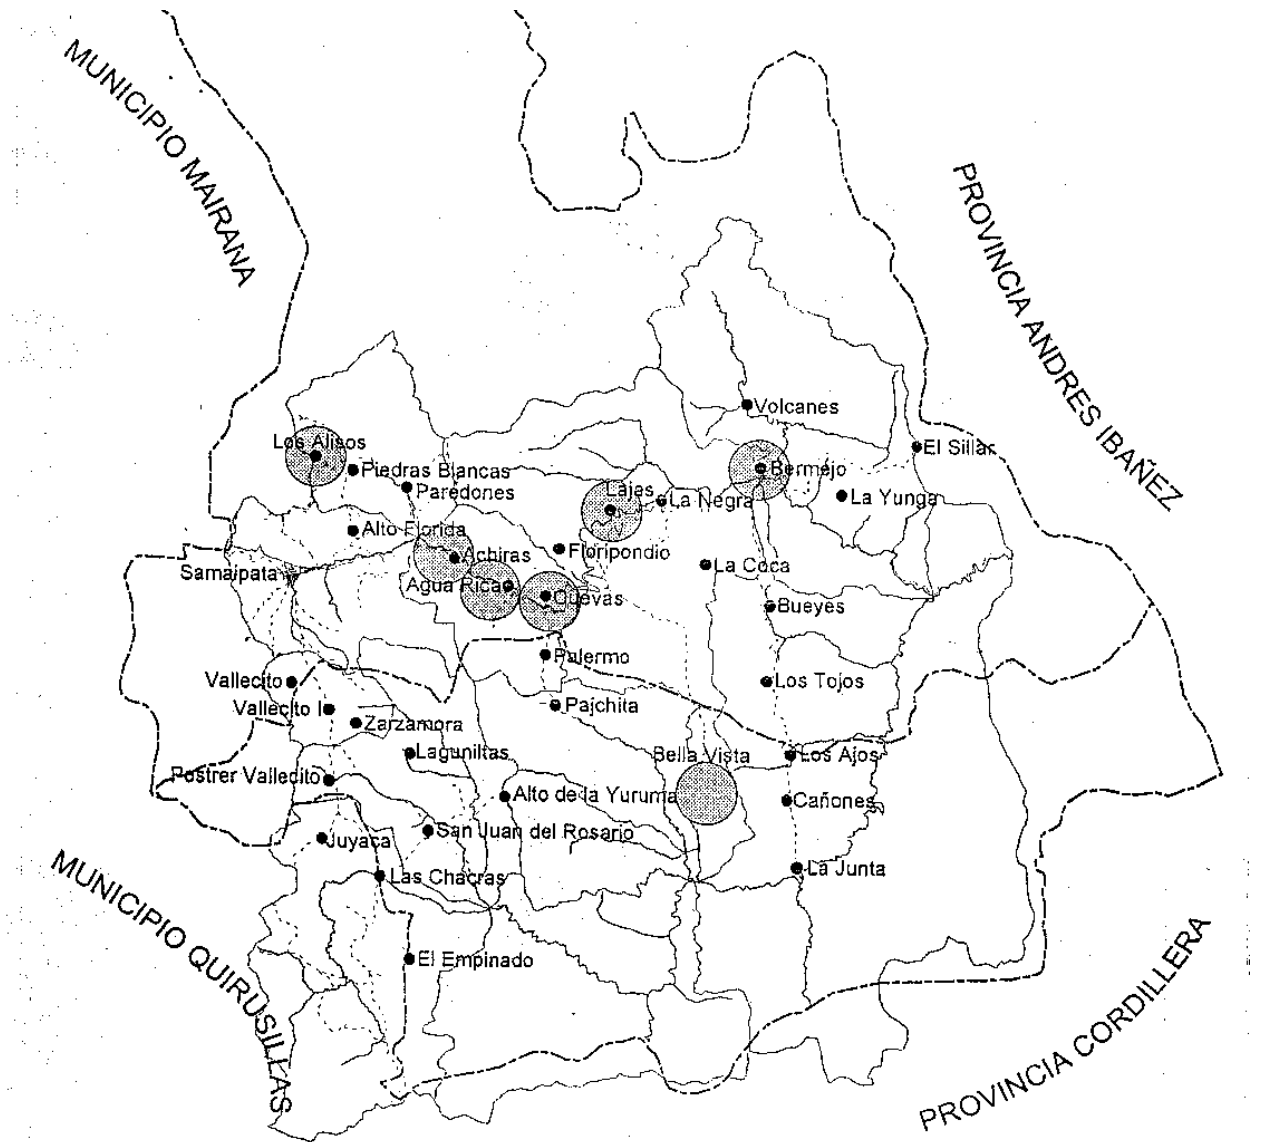 MUNICIPIO MAIRANA
PROVINCIA ANDRES IBAÑEZ
Volcanes
Los Alisos
El Sillar
Piedras Blancas
Bermejo
Paredones
Lajas
La Negra
La Yunga
Alto Florida
Achiras
Floripondio
La Coca
Samaipata
Agua Rica
Cuevas
Bueyes
Palermo
Vallecito
Los Tojos
Vallecito I
Pajchita
Zarzamora
Laguniltas
Bella Vista
Los Ajos
Postrer Vallecito
Alto de la Yuruma
Cañones
San Juan del Rosario
Juyaca
La Junta
Las Chacras
El Empinado
MUNICIPIO QUIRUSILLAS
PROVINCIA CORDILLERA